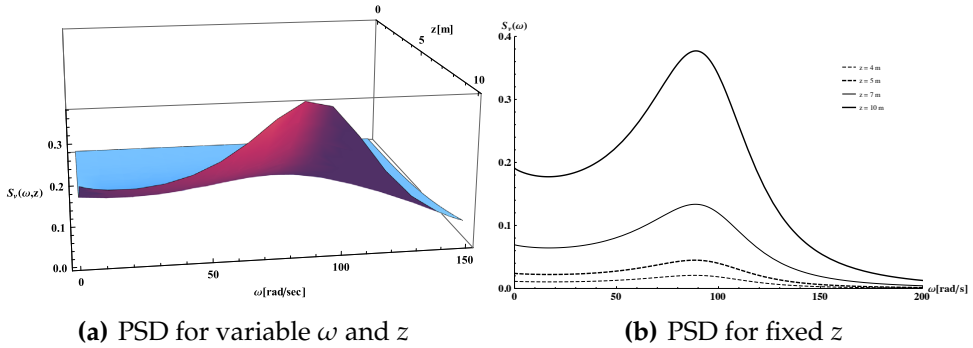 0
z[m]
5
10
0.3
0.2
S_v(ω,z)
0.1
0.0
0
50
100
150
ω[rad/sec]
(a) PSD for variable ω and z
S_v(ω)
0.4
0.3
0.2
0.1
0.0
0
50
100
150
200
ω[rad/s]
z = 4 m
z = 5 m
z = 7 m
z = 10 m
(b) PSD for fixed z